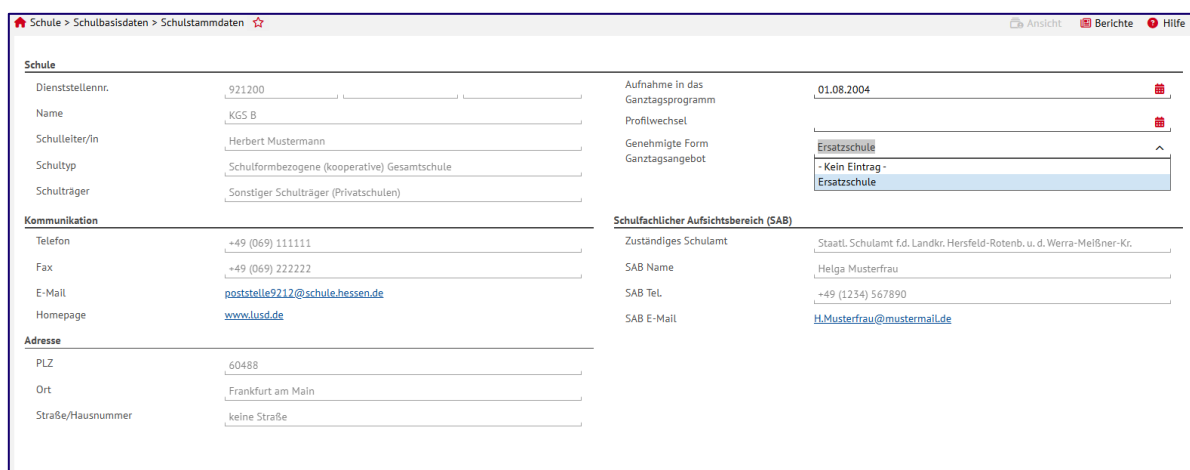 Schule > Schulbasisdaten > Schulstammdaten
Ansicht Berichte Hilfe
Schule
Dienststellennr. 921200
Name KGS B
Schulleiter/in Herbert Mustermann
Schultyp Schulformbezogene (kooperative) Gesamtschule
Schulträger Sonstiger Schulträger (Privatschulen)
Aufnahme in das
Ganztagsprogramm 01.08.2004
Profilwechsel
Genehmigte Form
Ganztagsangebot Ersatzschule
- Kein Eintrag -
Ersatzschule
Kommunikation
Telefon +49 (069) 111111
Fax +49 (069) 222222
E-Mail poststelle9212@schule.hessen.de
Homepage www.lusd.de
Schulfachlicher Aufsichtsbereich (SAB)
Zuständiges Schulamt Staatl. Schulamt f.d. Landkr. Hersfeld-Rotenb. u. d. Werra-Meißner-Kr.
SAB Name Helga Musterfrau
SAB Tel. +49 (1234) 567890
SAB E-Mail H.Musterfrau@mustermail.de
Adresse
PLZ 60488
Ort Frankfurt am Main
Straße/Hausnummer keine Straße